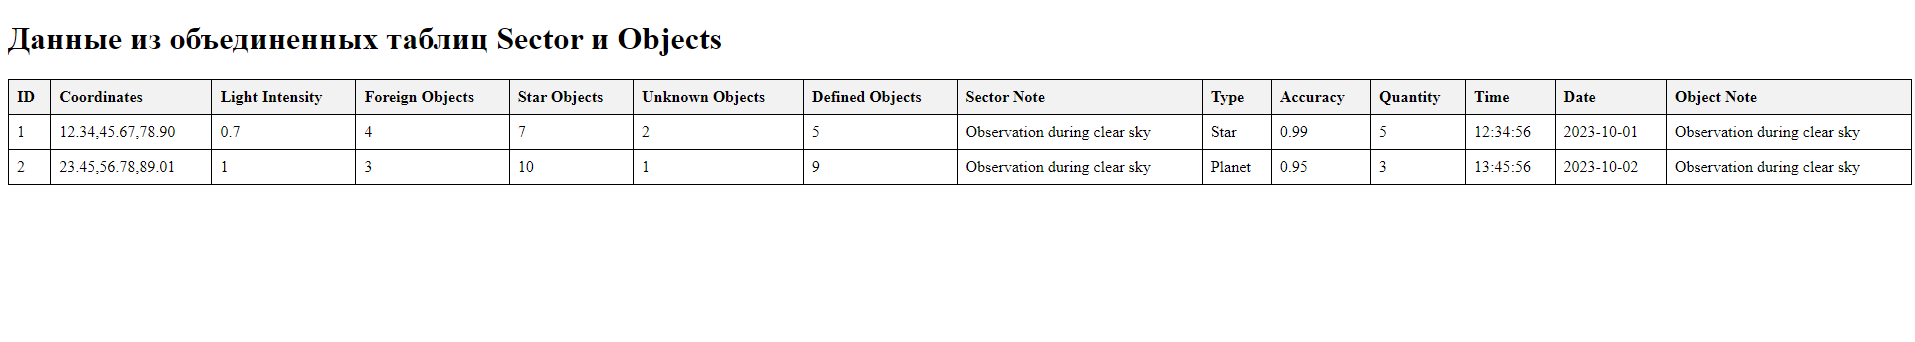 Данные из объединенных таблиц Sector и Objects
ID Coordinates Light Intensity Foreign Objects Star Objects Unknown Objects Defined Objects Sector Note Type Accuracy Quantity Time Date Object Note
1 12.34,45.67,78.90 0.7 4 7 2 5 Observation during clear sky Star 0.99 5 12:34:56 2023-10-01 Observation during clear sky
2 23.45,56.78,89.01 1 3 10 1 9 Observation during clear sky Planet 0.95 3 13:45:56 2023-10-02 Observation during clear sky